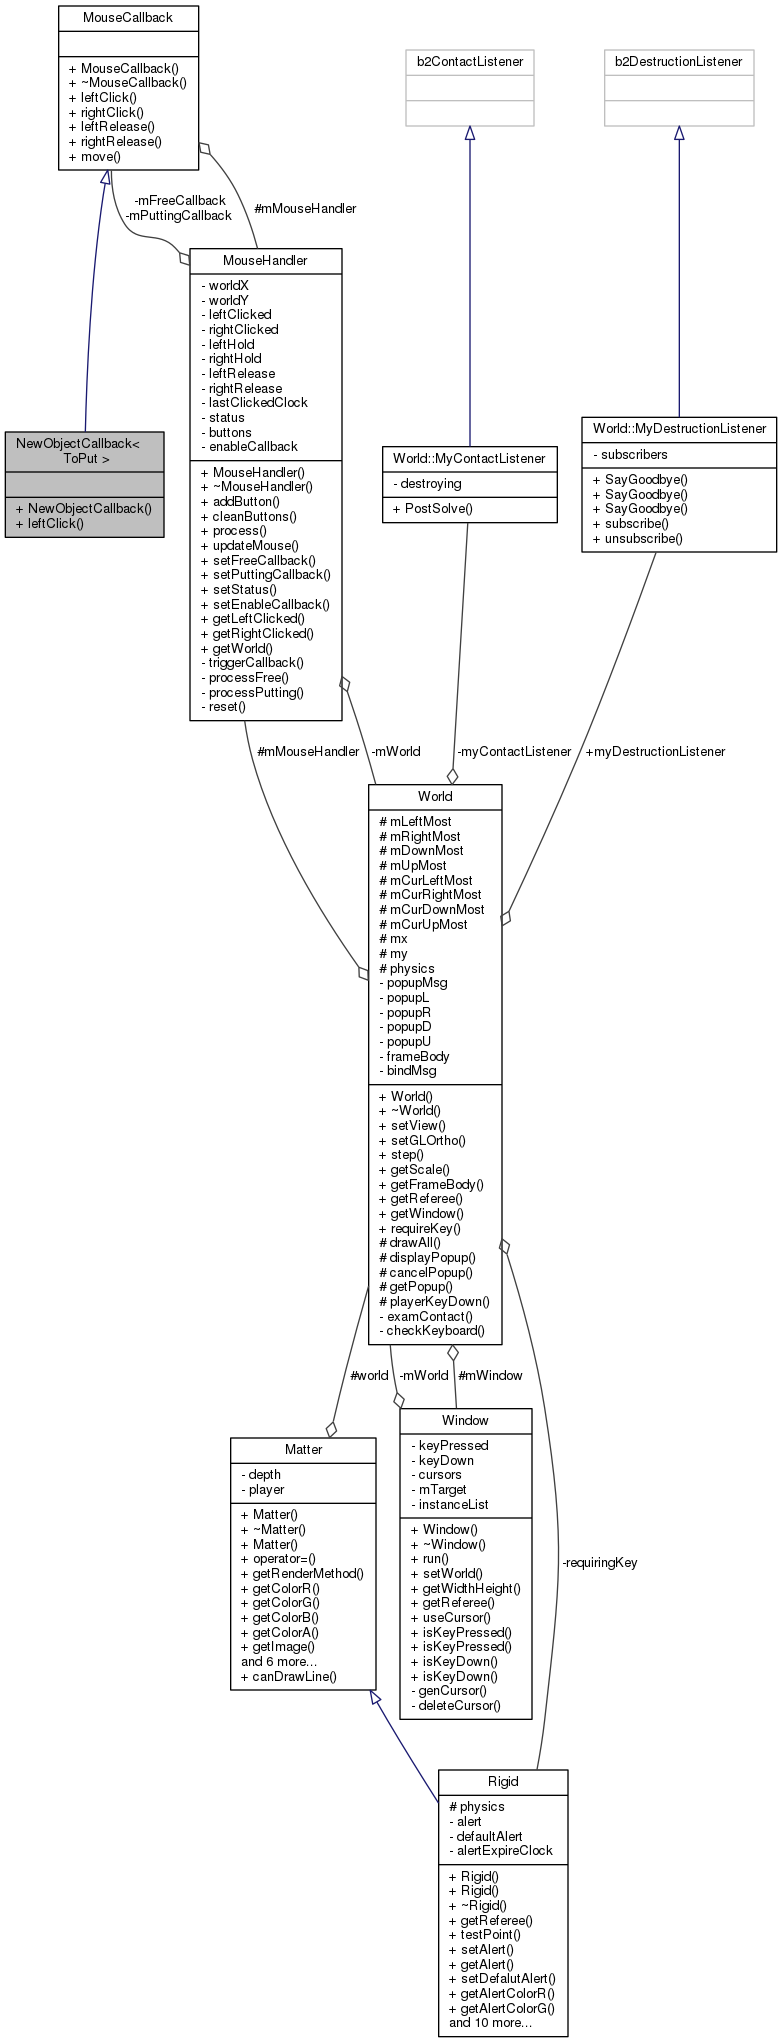 MouseCallback
+ MouseCallback()
+ ~MouseCallback()
+ leftClick()
+ rightClick()
+ leftRelease()
+ rightRelease()
+ move()
b2ContactListener
b2DestructionListener
-mFreeCallback
-mPuttingCallback
#mMouseHandler
MouseHandler
- worldX
- worldY
- leftClicked
- rightClicked
- leftHold
- rightHold
- leftRelease
- rightRelease
- lastClickedClock
- status
- buttons
- enableCallback
+ MouseHandler()
+ ~MouseHandler()
+ addButton()
+ cleanButtons()
+ process()
+ updateMouse()
+ setFreeCallback()
+ setPuttingCallback()
+ setStatus()
+ setEnableCallback()
+ getLeftClicked()
+ getRightClicked()
+ getWorld()
- triggerCallback()
- processFree()
- processPutting()
- reset()
NewObjectCallback<
ToPut >
+ NewObjectCallback()
+ leftClick()
World::MyContactListener
- destroying
+ PostSolve()
World::MyDestructionListener
- subscribers
+ SayGoodbye()
+ SayGoodbye()
+ SayGoodbye()
+ subscribe()
+ unsubscribe()
#mMouseHandler
-mWorld
-myContactListener
+myDestructionListener
World
# mLeftMost
# mRightMost
# mDownMost
# mUpMost
# mCurLeftMost
# mCurRightMost
# mCurDownMost
# mCurUpMost
# mx
# my
# physics
- popupMsg
- popupL
- popupR
- popupD
- popupU
- frameBody
- bindMsg
+ World()
+ ~World()
+ setView()
+ setGLOrtho()
+ step()
+ getScale()
+ getFrameBody()
+ getReferee()
+ getWindow()
+ requireKey()
# drawAll()
# displayPopup()
# cancelPopup()
# getPopup()
# playerKeyDown()
- examContact()
- checkKeyboard()
#world
-mWorld
#mWindow
-requiringKey
Matter
- depth
- player
+ Matter()
+ ~Matter()
+ Matter()
+ operator=()
+ getRenderMethod()
+ getColorR()
+ getColorG()
+ getColorB()
+ getColorA()
+ getImage()
and 6 more...
+ canDrawLine()
Window
- keyPressed
- keyDown
- cursors
- mTarget
- instanceList
+ Window()
+ ~Window()
+ run()
+ setWorld()
+ getWidthHeight()
+ getReferee()
+ useCursor()
+ isKeyPressed()
+ isKeyPressed()
+ isKeyDown()
+ isKeyDown()
- genCursor()
- deleteCursor()
Rigid
# physics
- alert
- defaultAlert
- alertExpireClock
+ Rigid()
+ Rigid()
+ ~Rigid()
+ getReferee()
+ testPoint()
+ setAlert()
+ getAlert()
+ setDefalutAlert()
+ getAlertColorR()
+ getAlertColorG()
and 10 more...